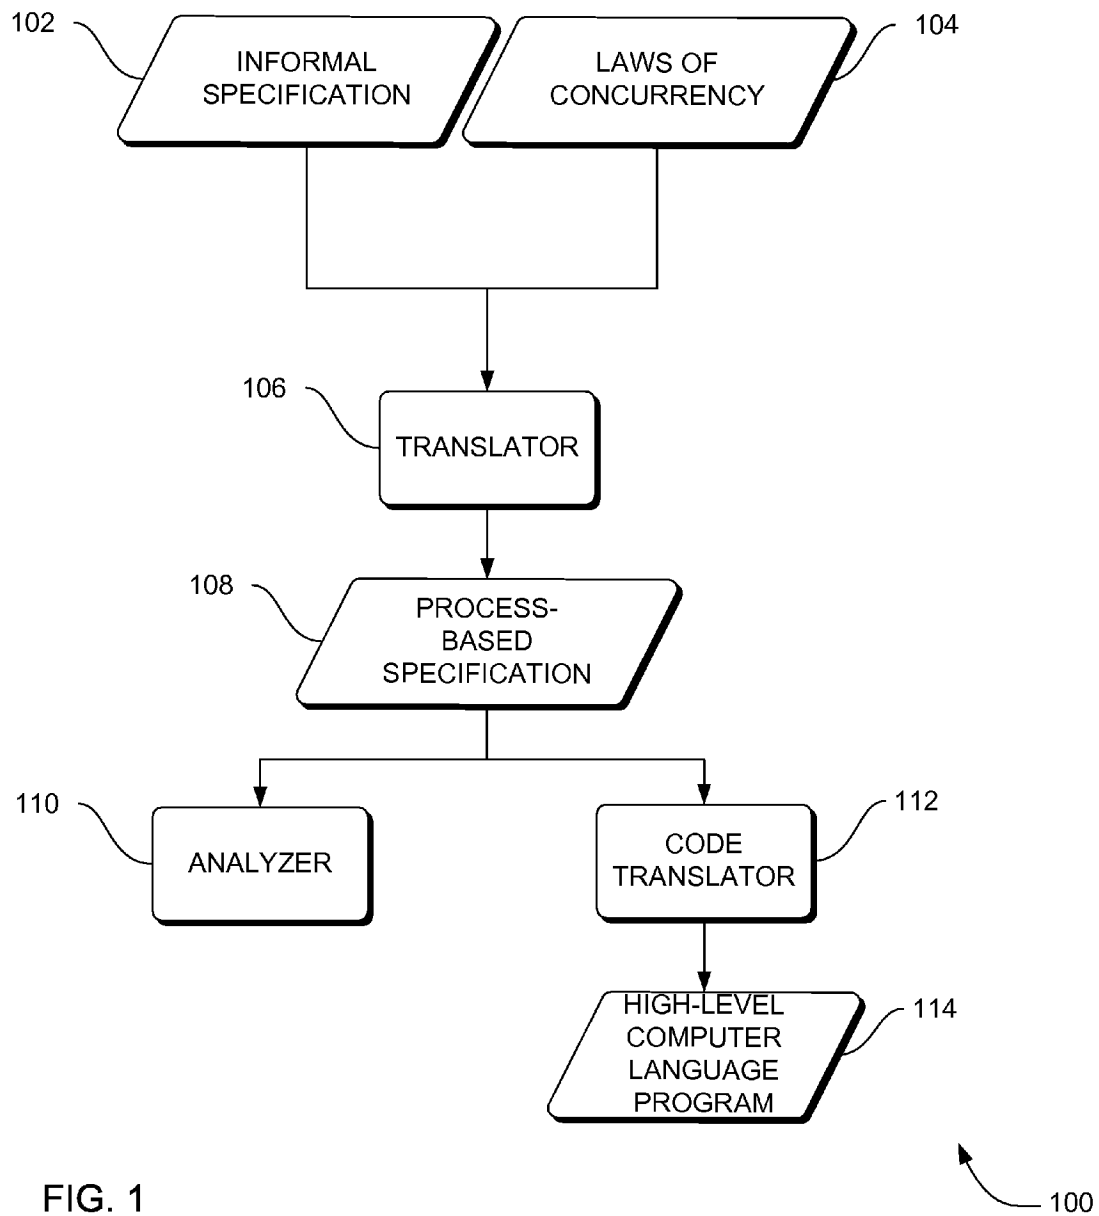 102
INFORMAL
SPECIFICATION
LAWS OF
CONCURRENCY
104
106
TRANSLATOR
108
PROCESS-
BASED
SPECIFICATION
110
ANALYZER
CODE
TRANSLATOR
112
HIGH-LEVEL
COMPUTER
LANGUAGE
PROGRAM
114
FIG. 1
100